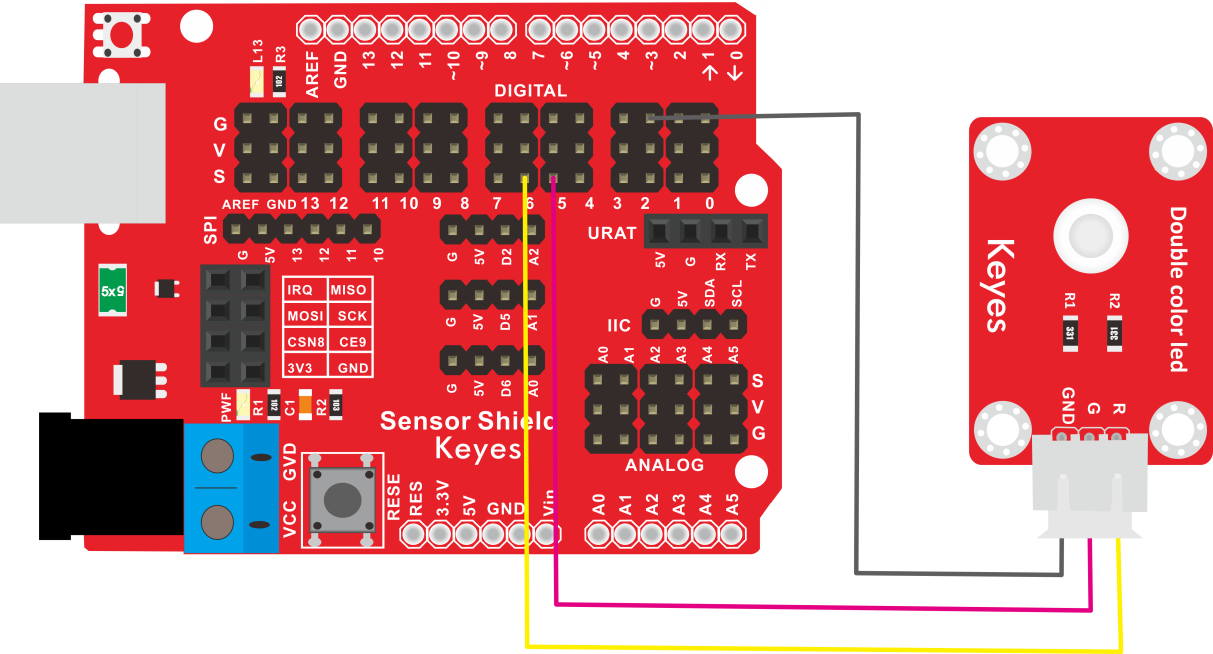 L13
R3
102
AREF
GND
13
12
11
~10
~9
8
7
~6
~5
4
~3
2
1
0
DIGITAL
G
V
S
AREF GND 13 12 11 10 9 8 7 6 5 4 3 2 1 0
SPI
G 5V 13 12 11 10
G 5V D2 A2
URAT
5V G RX TX
5x9
IRQ MISO
MOSI SCK
CSN8 CE9
3V3 GND
G 5V D5 A1
IIC
G 5V SDA SCL
A0 A1 A2 A3 A4 A5
G 5V D6 A0
S
V
G
ANALOG
PWF
R1
102
C1
R2
103
Sensor Shield
Keyes
GVD
VCC
RESE
RES 3.3V 5V GND Vin
A0 A1 A2 A3 A4 A5
Keyes
Double color led
R1
331
R2
331
GND
G
R